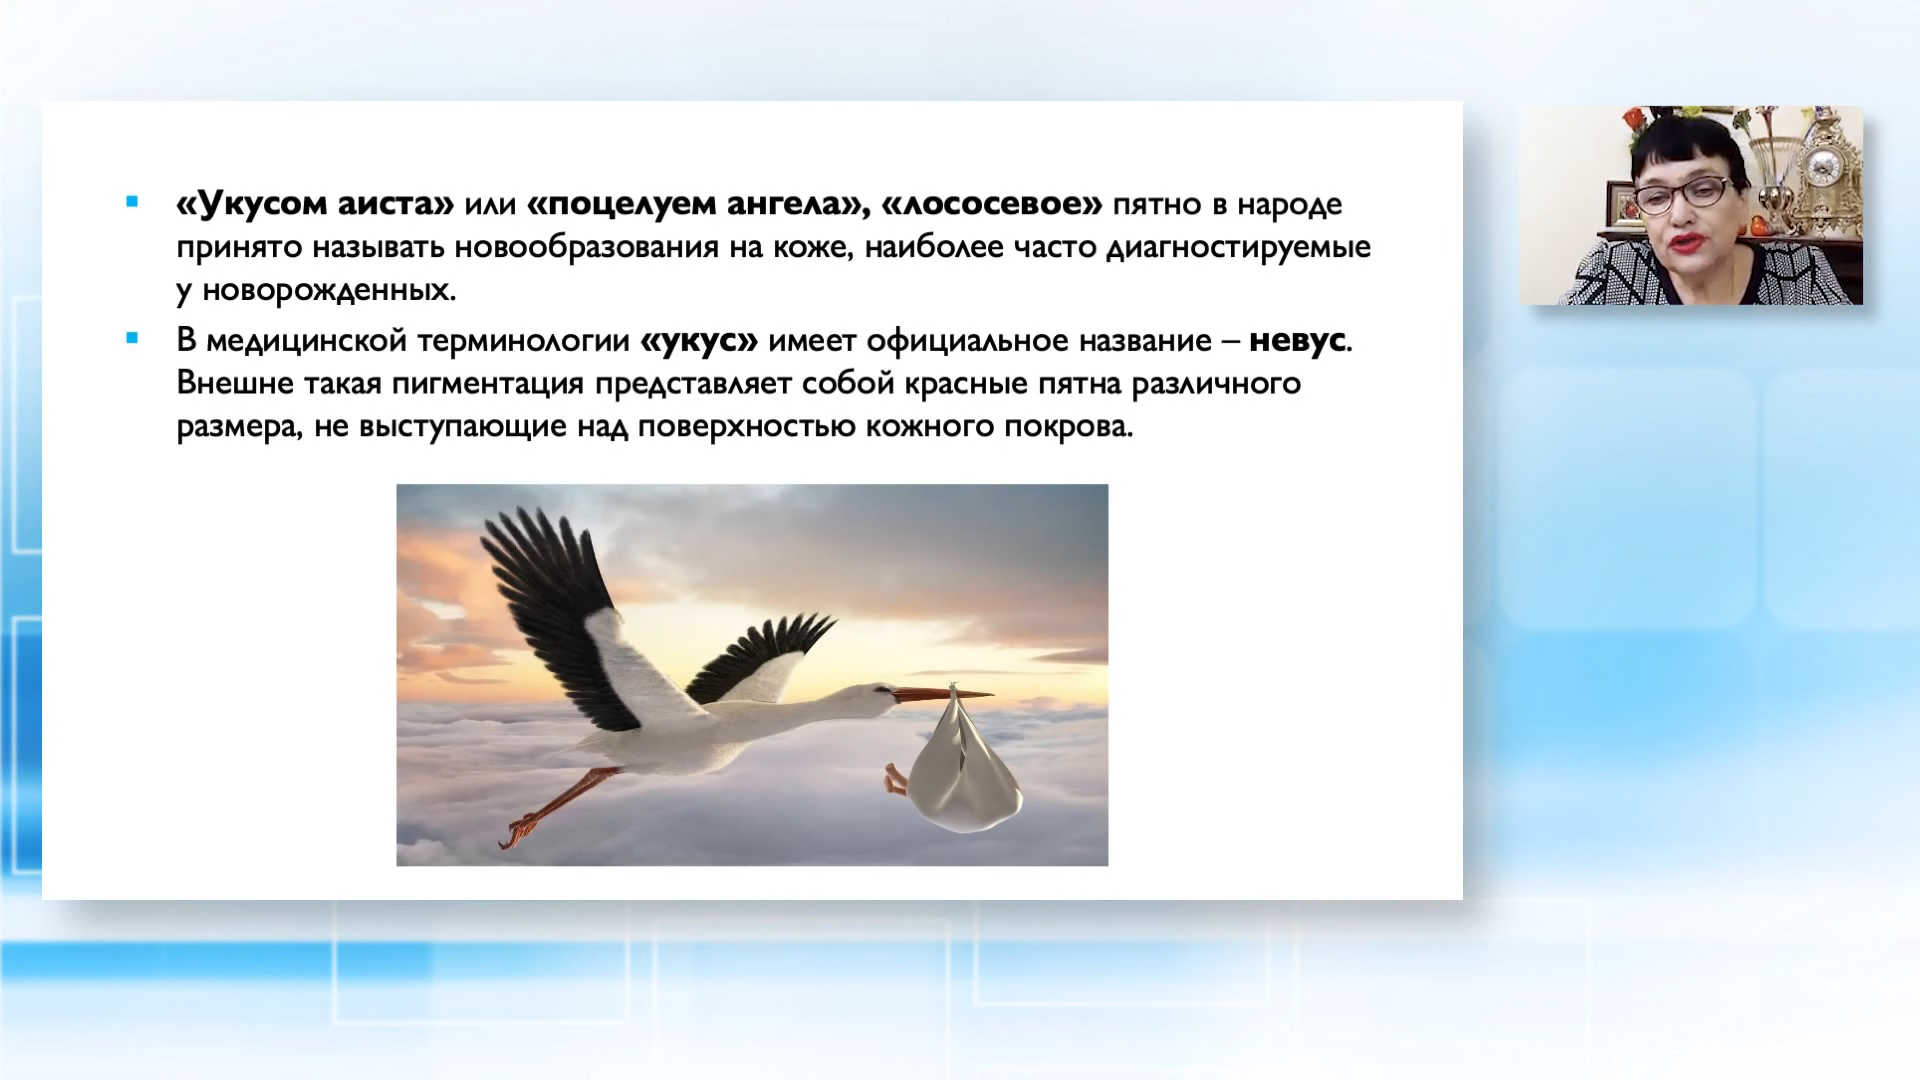 «Укусом аиста» или «поцелуем ангела», «лососевое» пятно в народе
принято называть новообразования на коже, наиболее часто диагностируемые
у новорожденных.
В медицинской терминологии «укус» имеет официальное название – невус.
Внешне такая пигментация представляет собой красные пятна различного
размера, не выступающие над поверхностью кожного покрова.